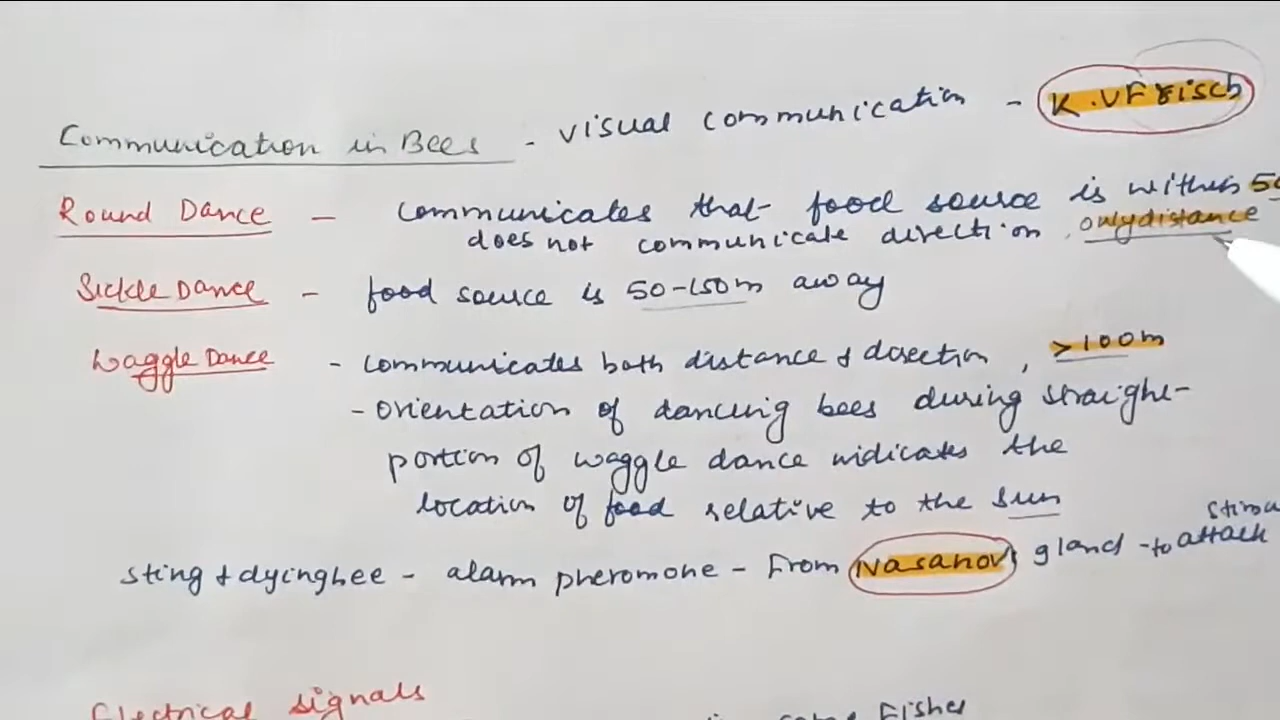 Communication in Bees - visual communication - K.VFrisch
Round Dance - communicates that food source is within 50
does not communicate direction, only distance
Sickle Dance - food source is 50-150m away
Waggle Dance - communicates both distance & direction, >100m
- orientation of dancing bees during straight-
portion of waggle dance indicates the
location of food relative to the sun
stimu
sting & dying bee - alarm pheromone - From Nasanov's gland - to attack
Electrical signals
Fishes